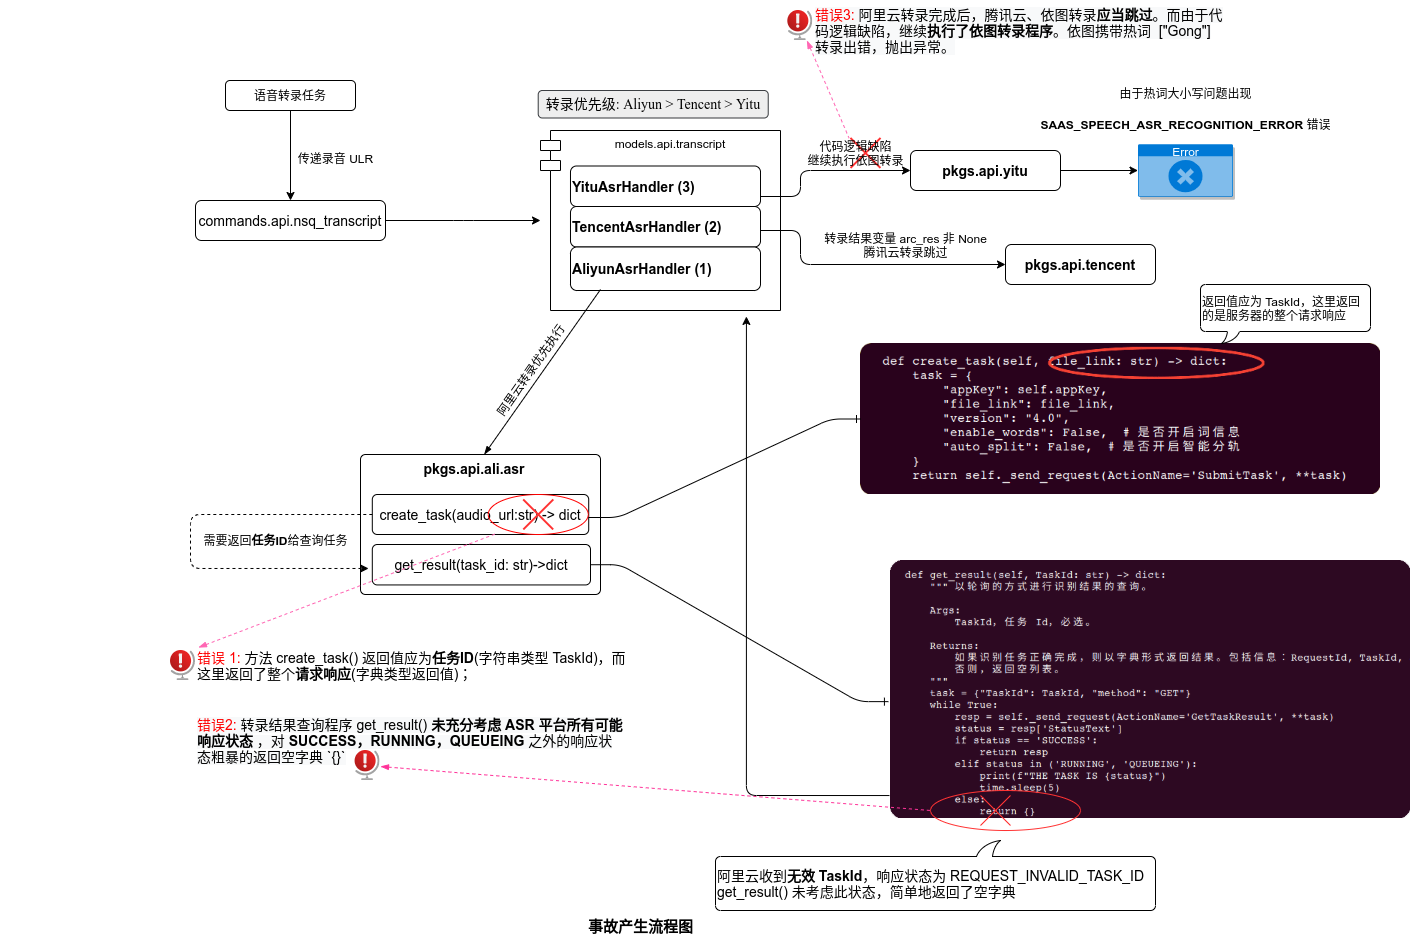 错误3: 阿里云转录完成后，腾讯云、依图转录应当跳过。而由于代
码逻辑缺陷，继续执行了依图转录程序。依图携带热词 ["Gong"]
转录出错，抛出异常。
语音转录任务
转录优先级: Aliyun > Tencent > Yitu
由于热词大小写问题出现
SAAS_SPEECH_ASR_RECOGNITION_ERROR 错误
传递录音 ULR
models.api.transcript
代码逻辑缺陷
继续执行依图转录
Error
YituAsrHandler (3)
pkgs.api.yitu
commands.api.nsq_transcript
TencentAsrHandler (2)
转录结果变量 arc_res 非 None
腾讯云转录跳过
AliyunAsrHandler (1)
pkgs.api.tencent
返回值应为 TaskId，这里返回
的是服务器的整个请求响应
阿里云转录优先执行
def create_task(self, file_link: str) -> dict:
task = {
"appKey": self.appKey,
"file_link": file_link,
"version": "4.0",
"enable_words": False, # 是否开启词信息
"auto_split": False, # 是否开启智能分轨
}
return self._send_request(ActionName='SubmitTask', **task)
pkgs.api.ali.asr
create_task(audio_url:str) -> dict
需要返回任务ID给查询任务
get_result(task_id: str)->dict
def get_result(self, TaskId: str) -> dict:
""" 以轮询的方式进行识别结果的查询。
Args:
TaskId，任务 Id，必选。
Returns:
如果识别任务正确完成，则以字典形式返回结果。包括信息：RequestId, TaskId,
否则，返回空列表。
"""
task = {"TaskId": TaskId, "method": "GET"}
while True:
resp = self._send_request(ActionName='GetTaskResult', **task)
status = resp['StatusText']
if status == 'SUCCESS':
return resp
elif status in ('RUNNING', 'QUEUEING'):
print(f"THE TASK IS {status}")
time.sleep(5)
else:
return {}
错误 1: 方法 create_task() 返回值应为任务ID(字符串类型 TaskId)，而
这里返回了整个请求响应(字典类型返回值)；
错误2: 转录结果查询程序 get_result() 未充分考虑 ASR 平台所有可能
响应状态， 对 SUCCESS，RUNNING，QUEUEING 之外的响应状
态粗暴的返回空字典 `{}`
阿里云收到无效 TaskId，响应状态为 REQUEST_INVALID_TASK_ID
get_result() 未考虑此状态，简单地返回了空字典
事故产生流程图